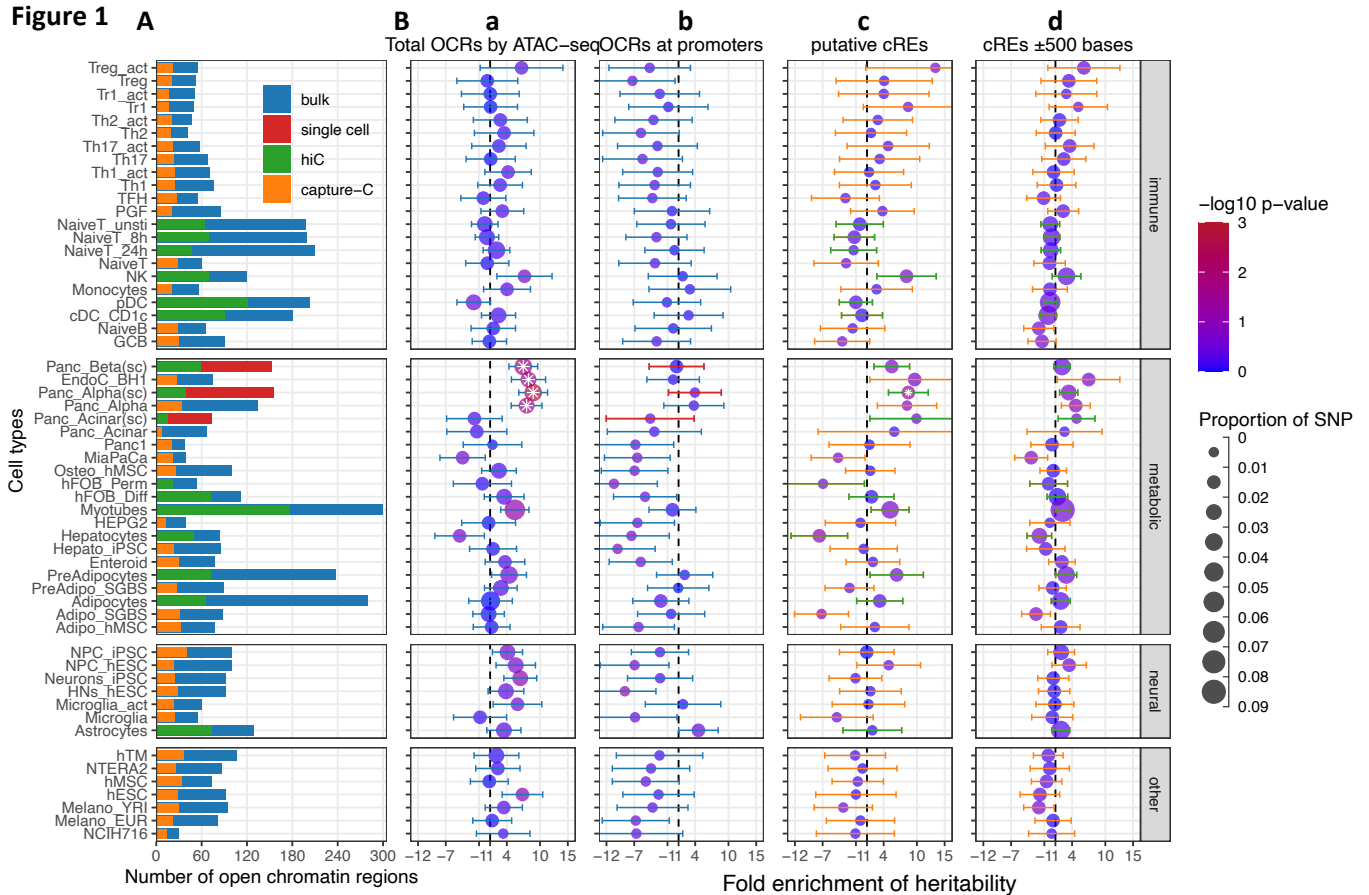 Figure 1
A
B
a
b
c
d
Total OCRs by ATAC-seq
OCRs at promoters
putative cREs
cREs ±500 bases
Cell types
Treg_act
Treg
Tr1_act
Tr1
Th2_act
Th2
Th17_act
Th17
Th1_act
Th1
TFH
PGF
NaiveT_unsti
NaiveT_8h
NaiveT_24h
NaiveT
NK
Monocytes
pDC
cDC_CD1c
NaiveB
GCB
bulk
single cell
hiC
capture-C
immune
Panc_Beta(sc)
EndoC_BH1
Panc_Alpha(sc)
Panc_Alpha
Panc_Acinar(sc)
Panc_Acinar
Panc1
MiaPaCa
Osteo_hMSC
hFOB_Perm
hFOB_Diff
Myotubes
HEPG2
Hepatocytes
Hepato_iPSC
Enteroid
PreAdipocytes
PreAdipo_SGBS
Adipocytes
Adipo_SGBS
Adipo_hMSC
metabolic
NPC_iPSC
NPC_hESC
Neurons_iPSC
HNs_hESC
Microglia_act
Microglia
Astrocytes
neural
hTM
NTERA2
hMSC
hESC
Melano_YRI
Melano_EUR
NCIH716
other
0 60 120 180 240 300
-12 -7 -11 4 10 15
-12 -7 -11 4 10 15
-12 -7 -11 4 10 15
-12 -7 -11 4 10 15
Number of open chromatin regions
Fold enrichment of heritability
-log10 p-value
3
2
1
0
Proportion of SNP
0
0.01
0.02
0.03
0.04
0.05
0.06
0.07
0.08
0.09